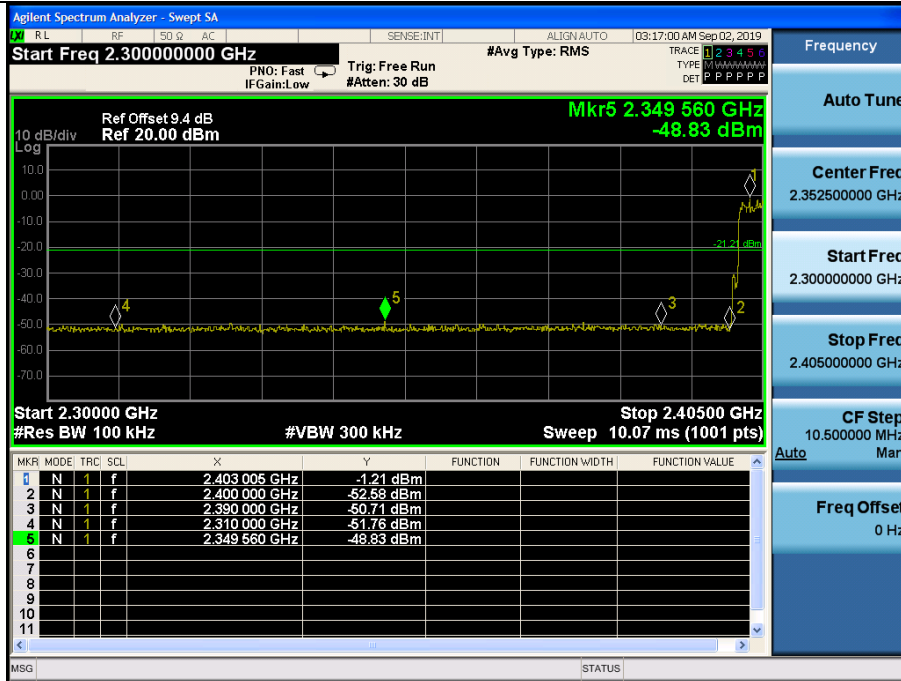 Agilent Spectrum Analyzer - Swept SA
LXI RL RF 50 Ω AC SENSE:INT ALIGN AUTO 03:17:00 AM Sep 02, 2019
Start Freq 2.300000000 GHz #Avg Type: RMS TRACE 1 2 3 4 5 6
PNO: Fast Trig: Free Run TYPE M W W W W W
IFGain:Low #Atten: 30 dB DET P P P P P P
Frequency
Mkr5 2.349 560 GHz
-48.83 dBm
Ref Offset 9.4 dB
10 dB/div Ref 20.00 dBm
Log
10.0
0.00
-10.0
-20.0
-30.0
-40.0
-50.0
-60.0
-70.0
1
-21.21 dBm
4
5
3
2
Start 2.30000 GHz Stop 2.40500 GHz
#Res BW 100 kHz #VBW 300 kHz Sweep 10.07 ms (1001 pts)
MKR MODE TRC SCL X Y FUNCTION FUNCTION WIDTH FUNCTION VALUE
1 N 1 f 2.403 005 GHz -1.21 dBm
2 N 1 f 2.400 000 GHz -52.58 dBm
3 N 1 f 2.390 000 GHz -50.71 dBm
4 N 1 f 2.310 000 GHz -51.76 dBm
5 N 1 f 2.349 560 GHz -48.83 dBm
6
7
8
9
10
11
MSG STATUS
Auto Tune
Center Freq
2.352500000 GHz
Start Freq
2.300000000 GHz
Stop Freq
2.405000000 GHz
CF Step
10.500000 MHz
Auto Man
Freq Offset
0 Hz